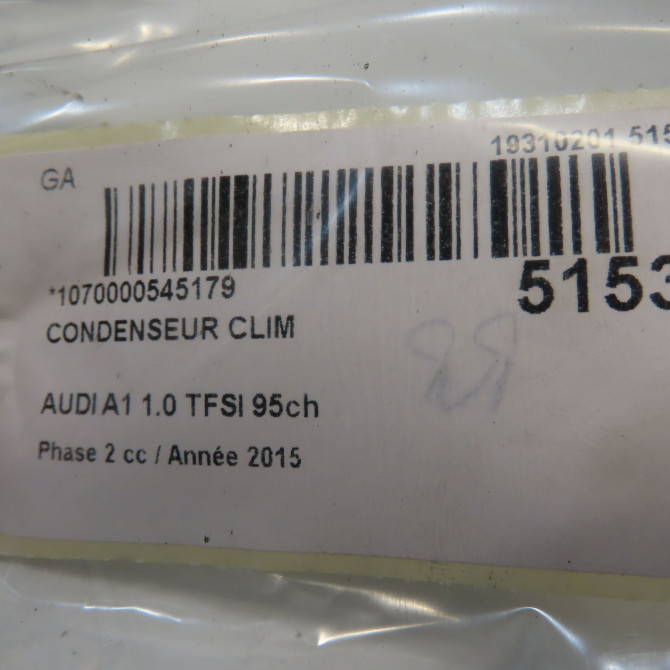 19310201 515
GA
*1070000545179
5153
CONDENSEUR CLIM
AUDI A1 1.0 TFSI 95ch
Phase 2 cc / Année 2015